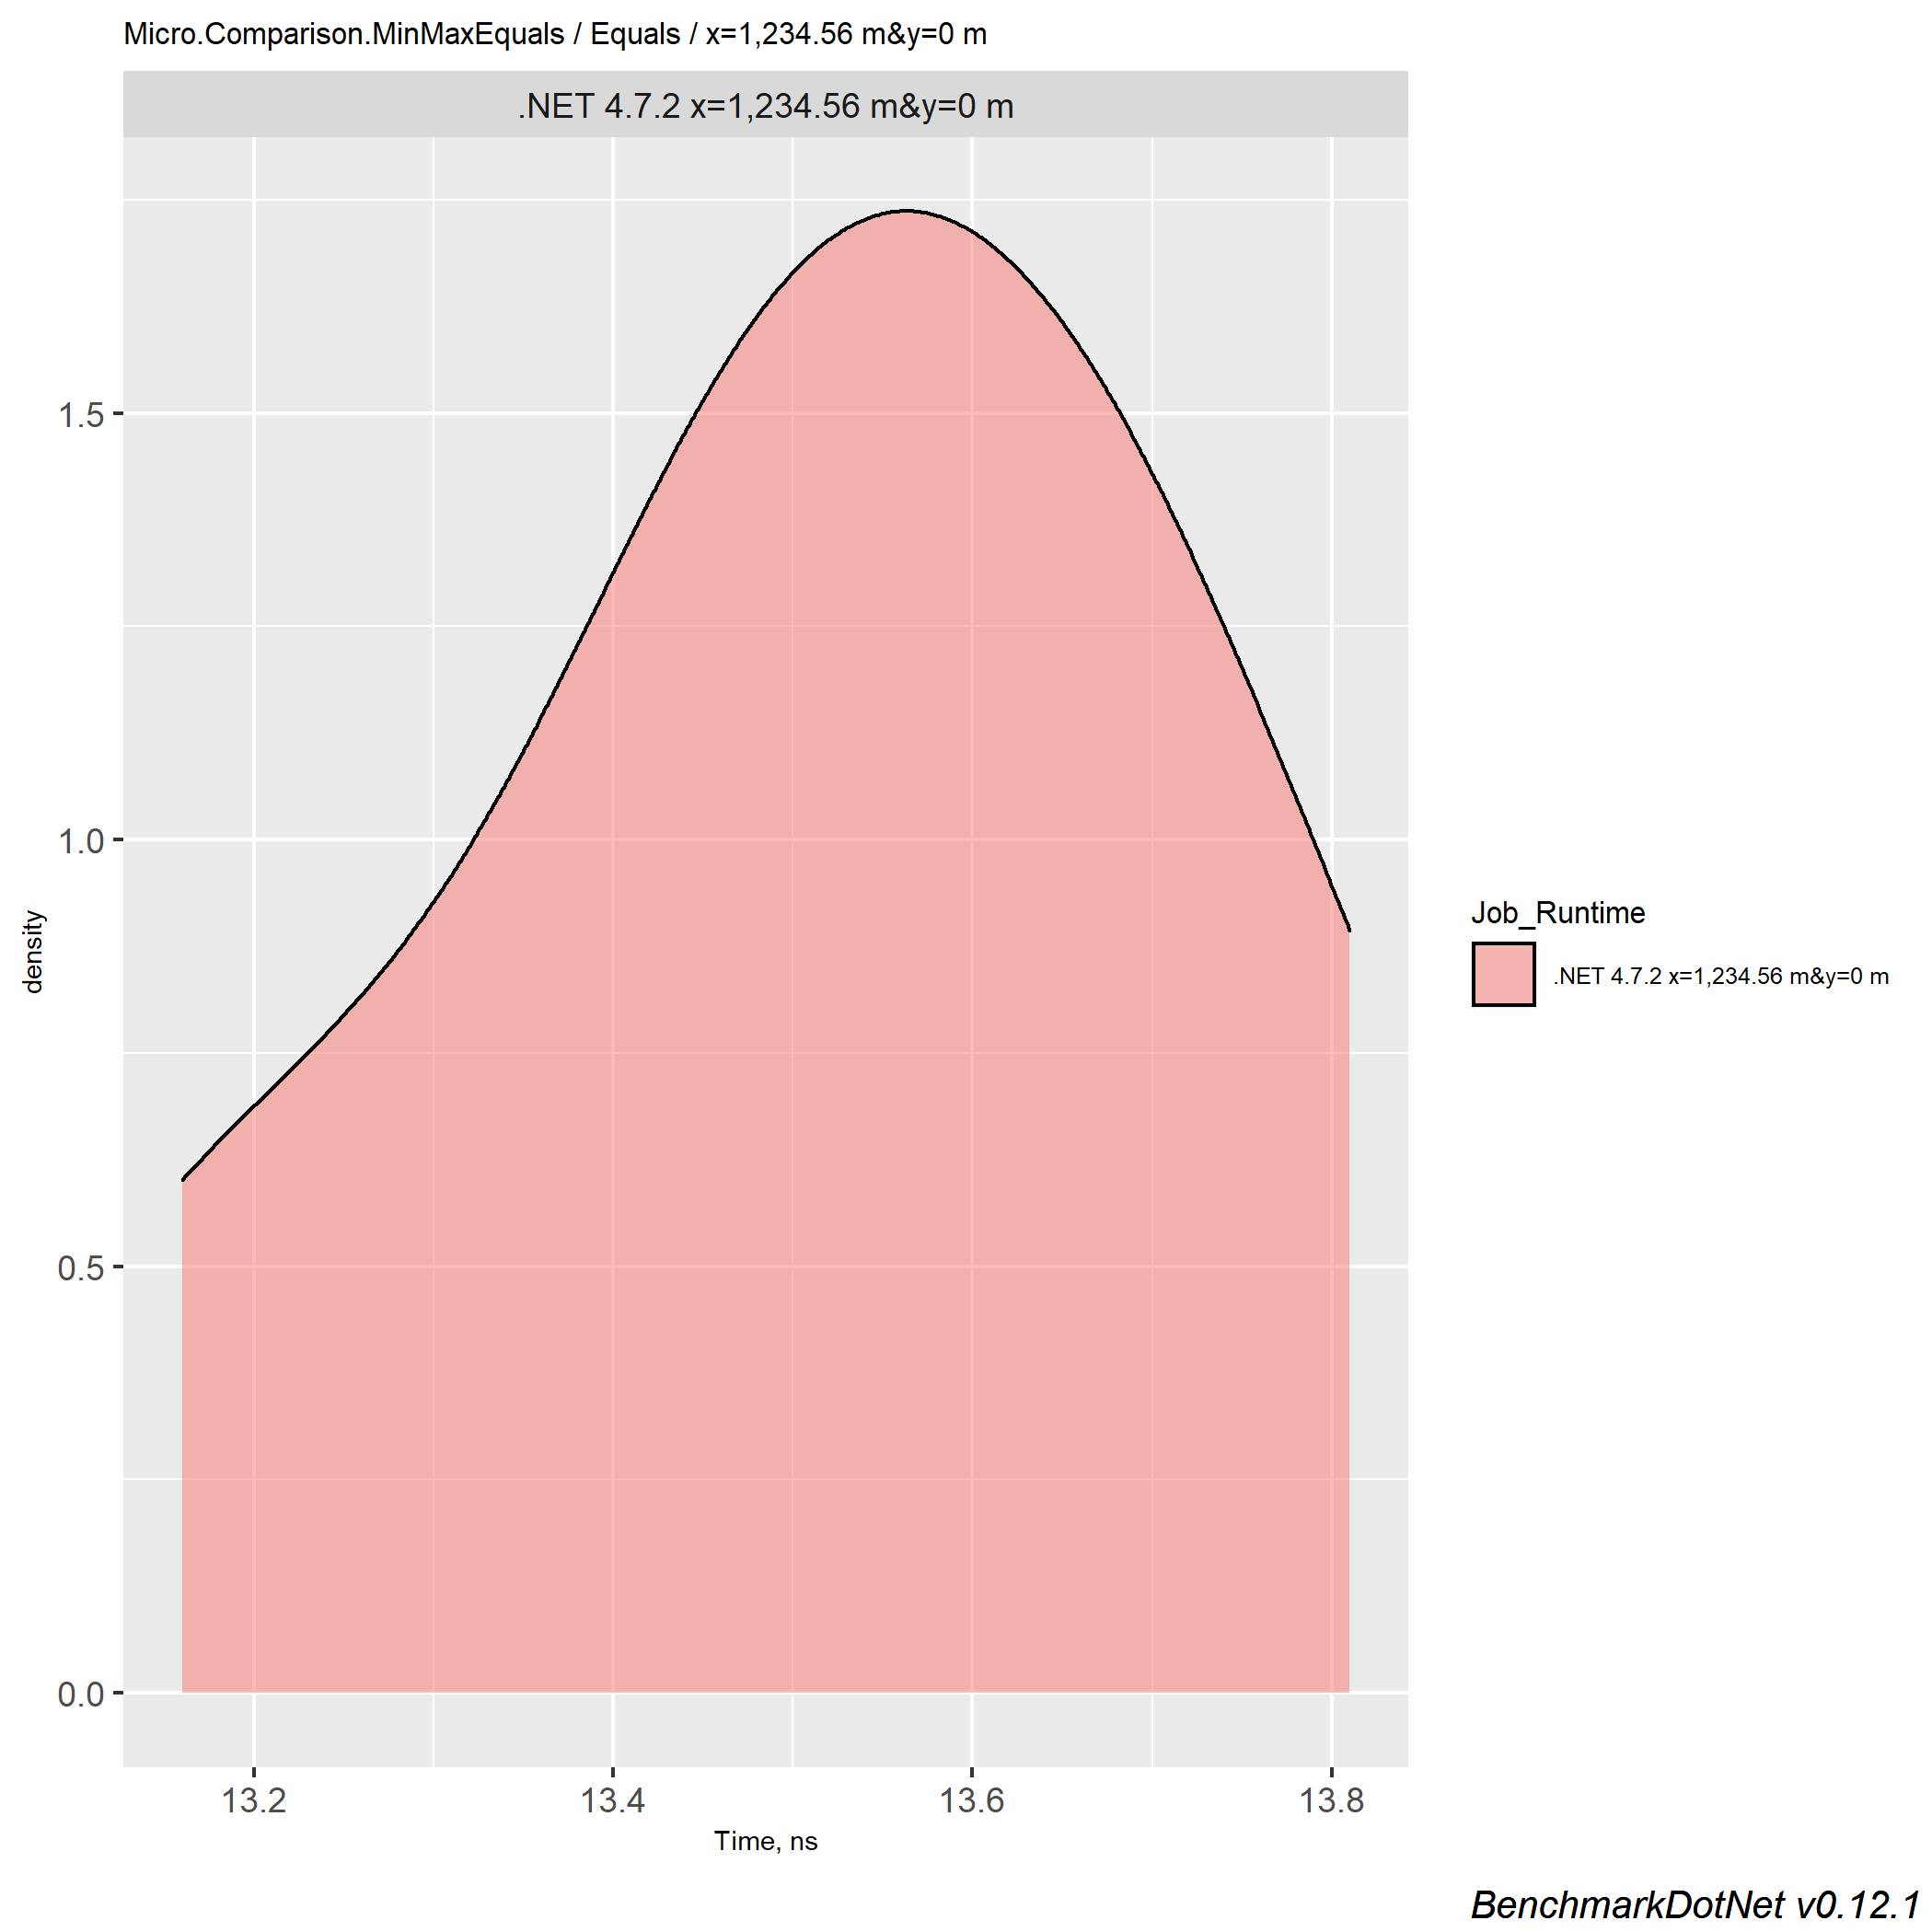 Micro.Comparison.MinMaxEquals / Equals / x=1,234.56 m&y=0 m
.NET 4.7.2 x=1,234.56 m&y=0 m
1.5
1.0
0.5
0.0
density
13.2 13.4 13.6 13.8
Time, ns
Job_Runtime
.NET 4.7.2 x=1,234.56 m&y=0 m
BenchmarkDotNet v0.12.1